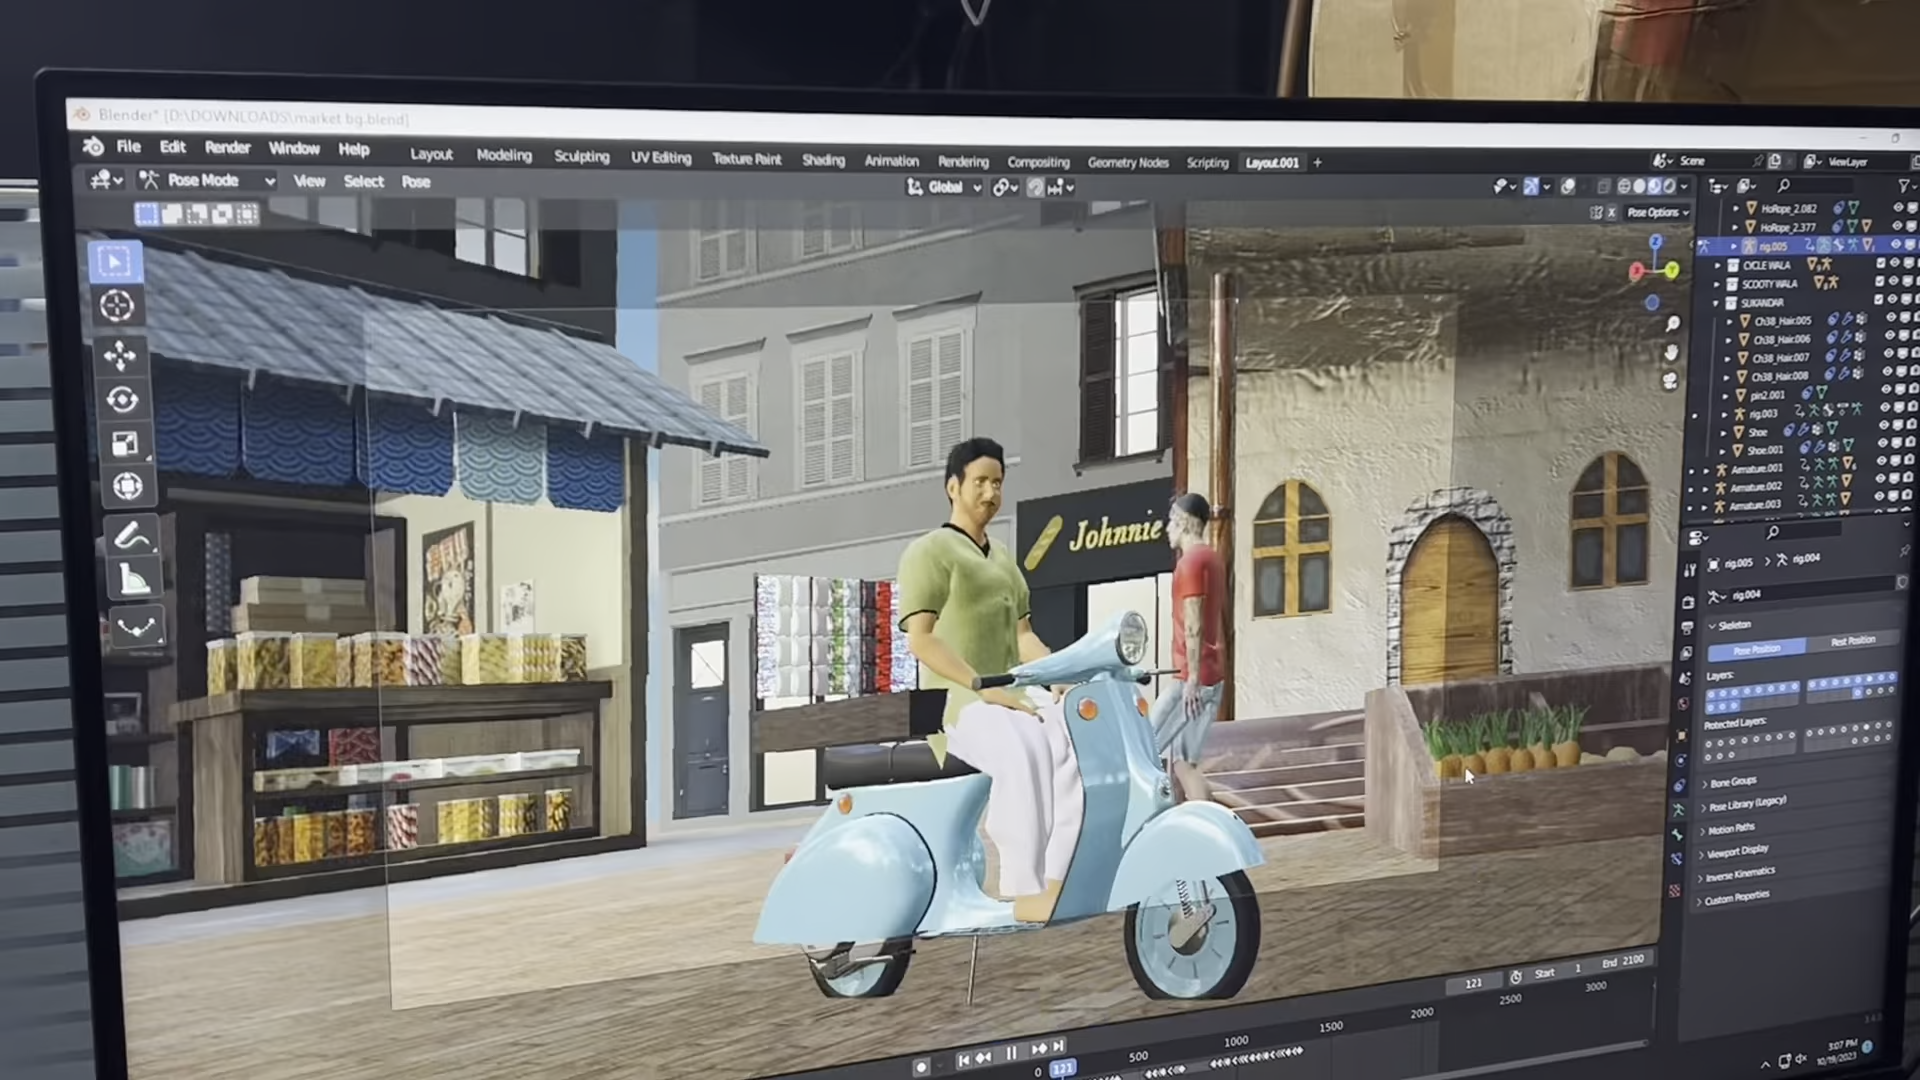 Blender* [D:\DOWNLOADS\market bg.blend]
File Edit Render Window Help Layout Modeling Sculpting UV Editing Texture Paint Shading Animation Rendering Compositing Geometry Nodes Scripting Layout.001 + Scene ViewLayer
Pose Mode View Select Pose Global
X Pose Options
HoRope_2.082
HoRope_2.377
rig.005
CYCLE WALA
SCOOTY WALA
SUKANDAR
Ch38_Hair.005
Ch38_Hair.006
Ch38_Hair.007
Ch38_Hair.008
pin2.001
rig.003
Shoe
Shoe.001
Armature.001
Armature.002
Armature.003
Z
X Y
Johnnie
rig.005 > rig.004
rig.004
Skeleton
Pose Position Rest Position
Layers:
Protected Layers:
Bone Groups
Pose Library (Legacy)
Motion Paths
Viewport Display
Inverse Kinematics
Custom Properties
121 Start 1 End 2100
0 121 500 1000 1500 2000 2500 3000
3:07 PM
10/19/2023